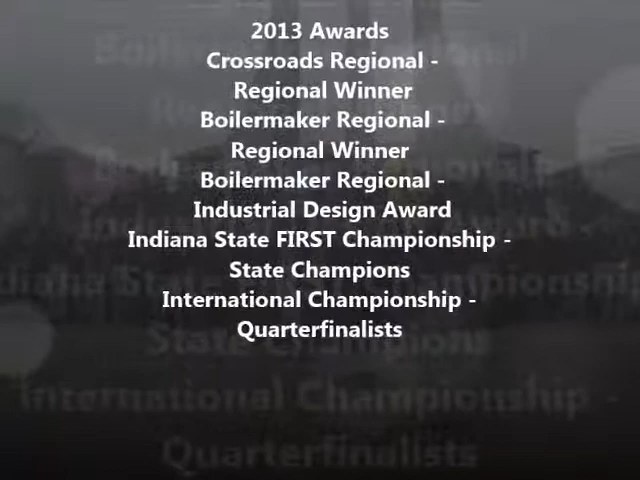 2013 Awards
Crossroads Regional -
Regional Winner
Boilermaker Regional -
Regional Winner
Boilermaker Regional -
Industrial Design Award
Indiana State FIRST Championship -
State Champions
International Championship -
Quarterfinalists